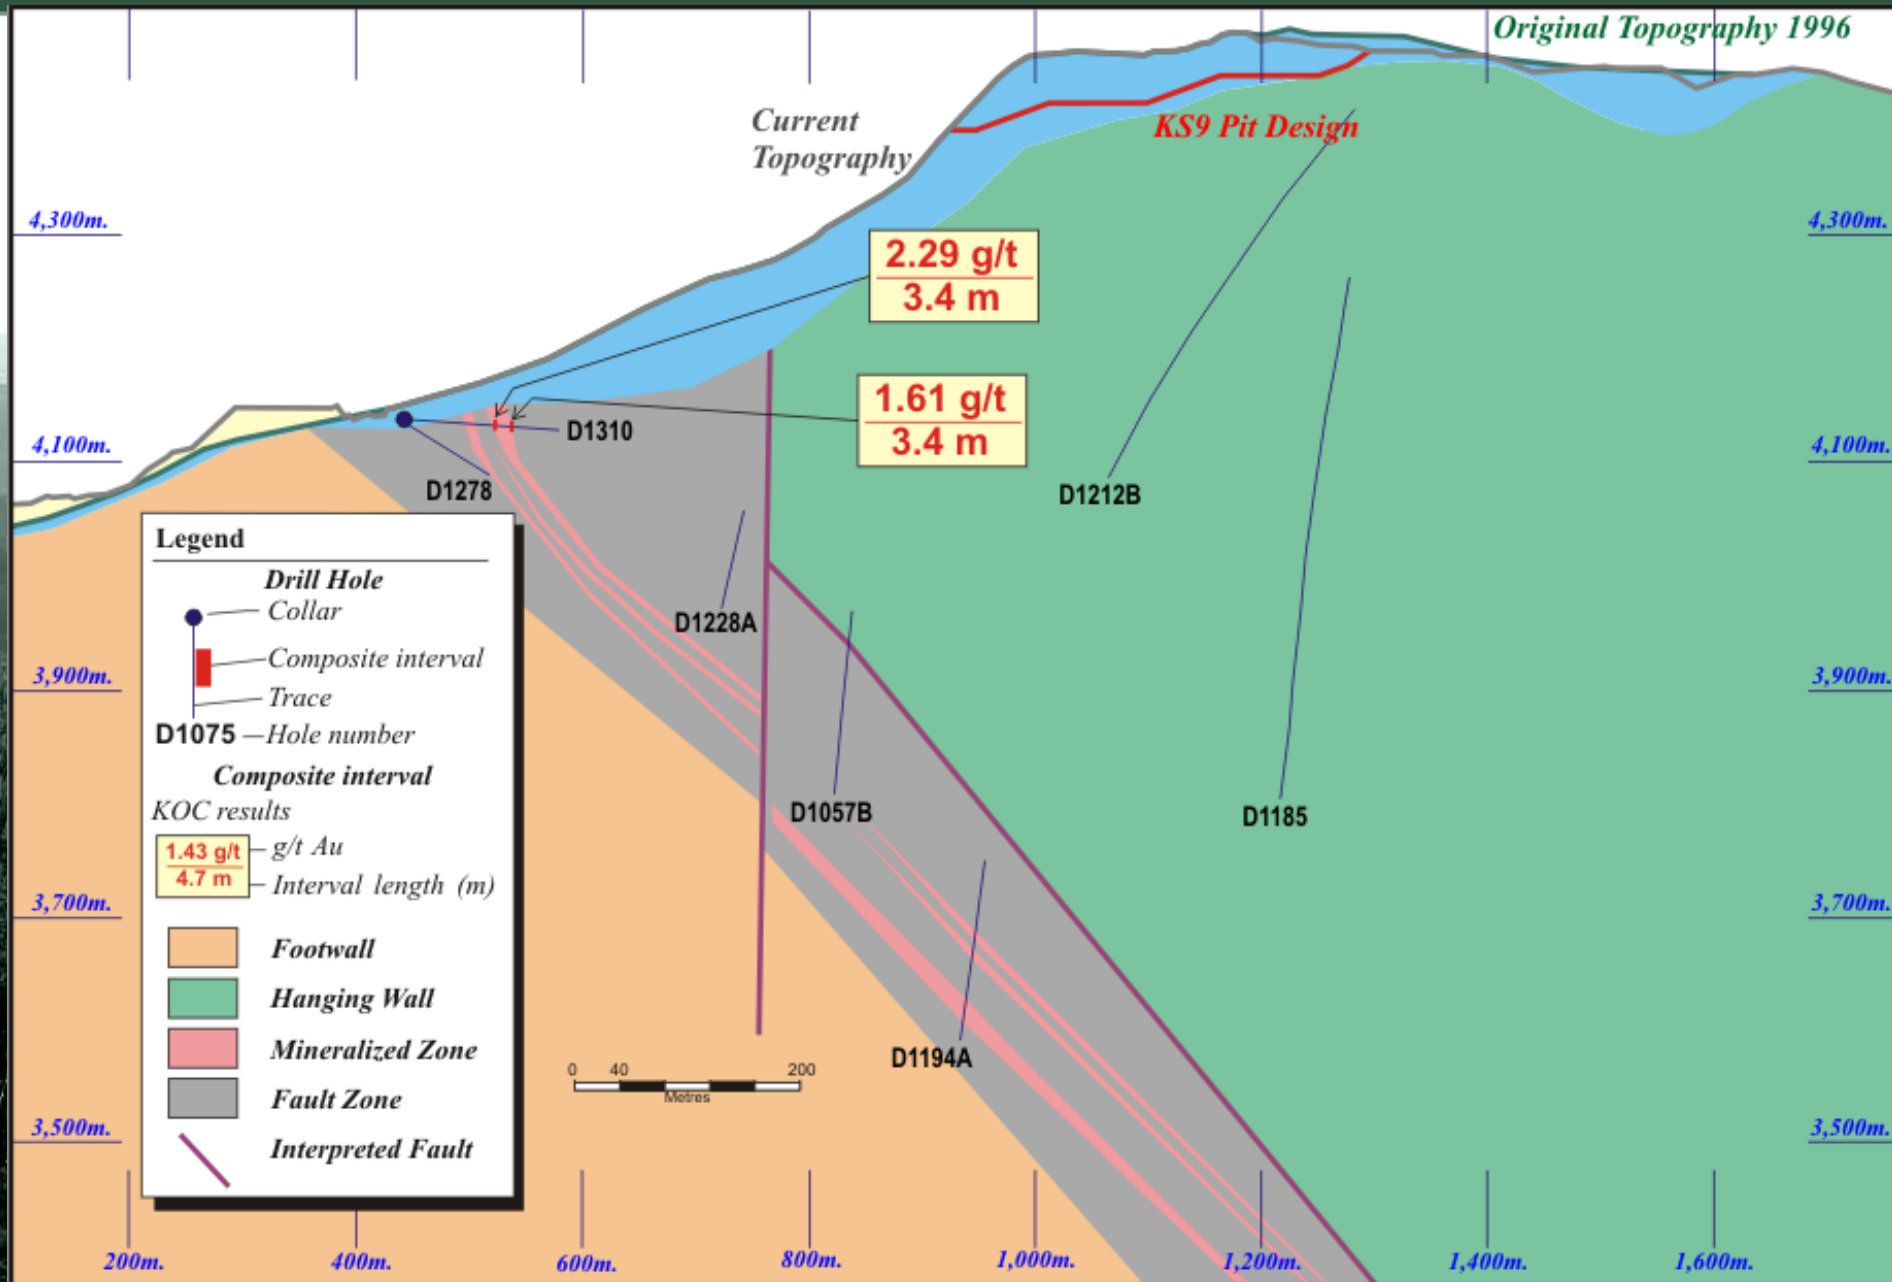 Original Topography 1996
Current
Topography
KS9 Pit Design
4,300m.
4,300m.
2.29 g/t
3.4 m
1.61 g/t
3.4 m
D1310
4,100m.
4,100m.
D1278
D1212B
Legend
Drill Hole
Collar
Composite interval
Trace
D1075
Hole number
Composite interval
KOC results
1.43 g/t
4.7 m
g/t Au
Interval length (m)
Footwall
Hanging Wall
Mineralized Zone
Fault Zone
Interpreted Fault
D1228A
3,900m.
3,900m.
D1057B
D1185
3,700m.
3,700m.
D1194A
0 40 200
Metres
3,500m.
3,500m.
200m. 400m. 600m. 800m. 1,000m. 1,200m. 1,400m. 1,600m.